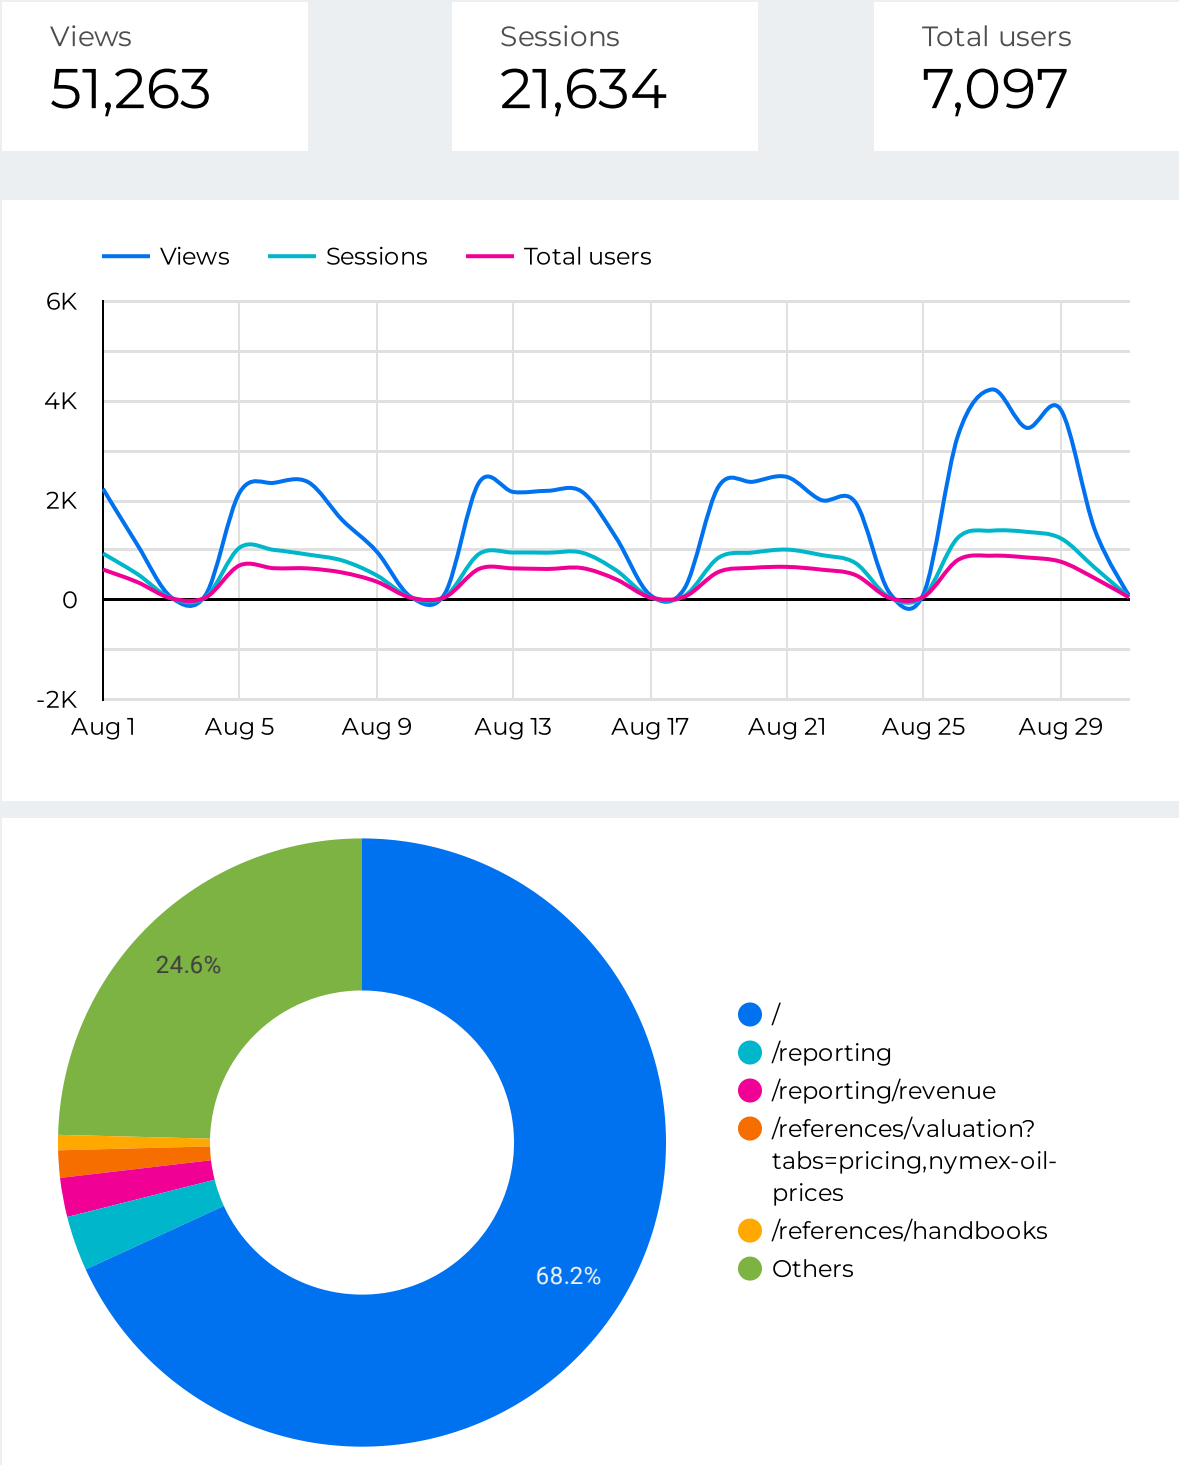 Views
51,263
Sessions
21,634
Total users
7,097
Views
Sessions
Total users
6K
4K
2K
0
-2K
Aug 1
Aug 5
Aug 9
Aug 13
Aug 17
Aug 21
Aug 25
Aug 29
24.6%
68.2%
/
/reporting
/reporting/revenue
/references/valuation?
tabs=pricing,nymex-oil-
prices
/references/handbooks
Others